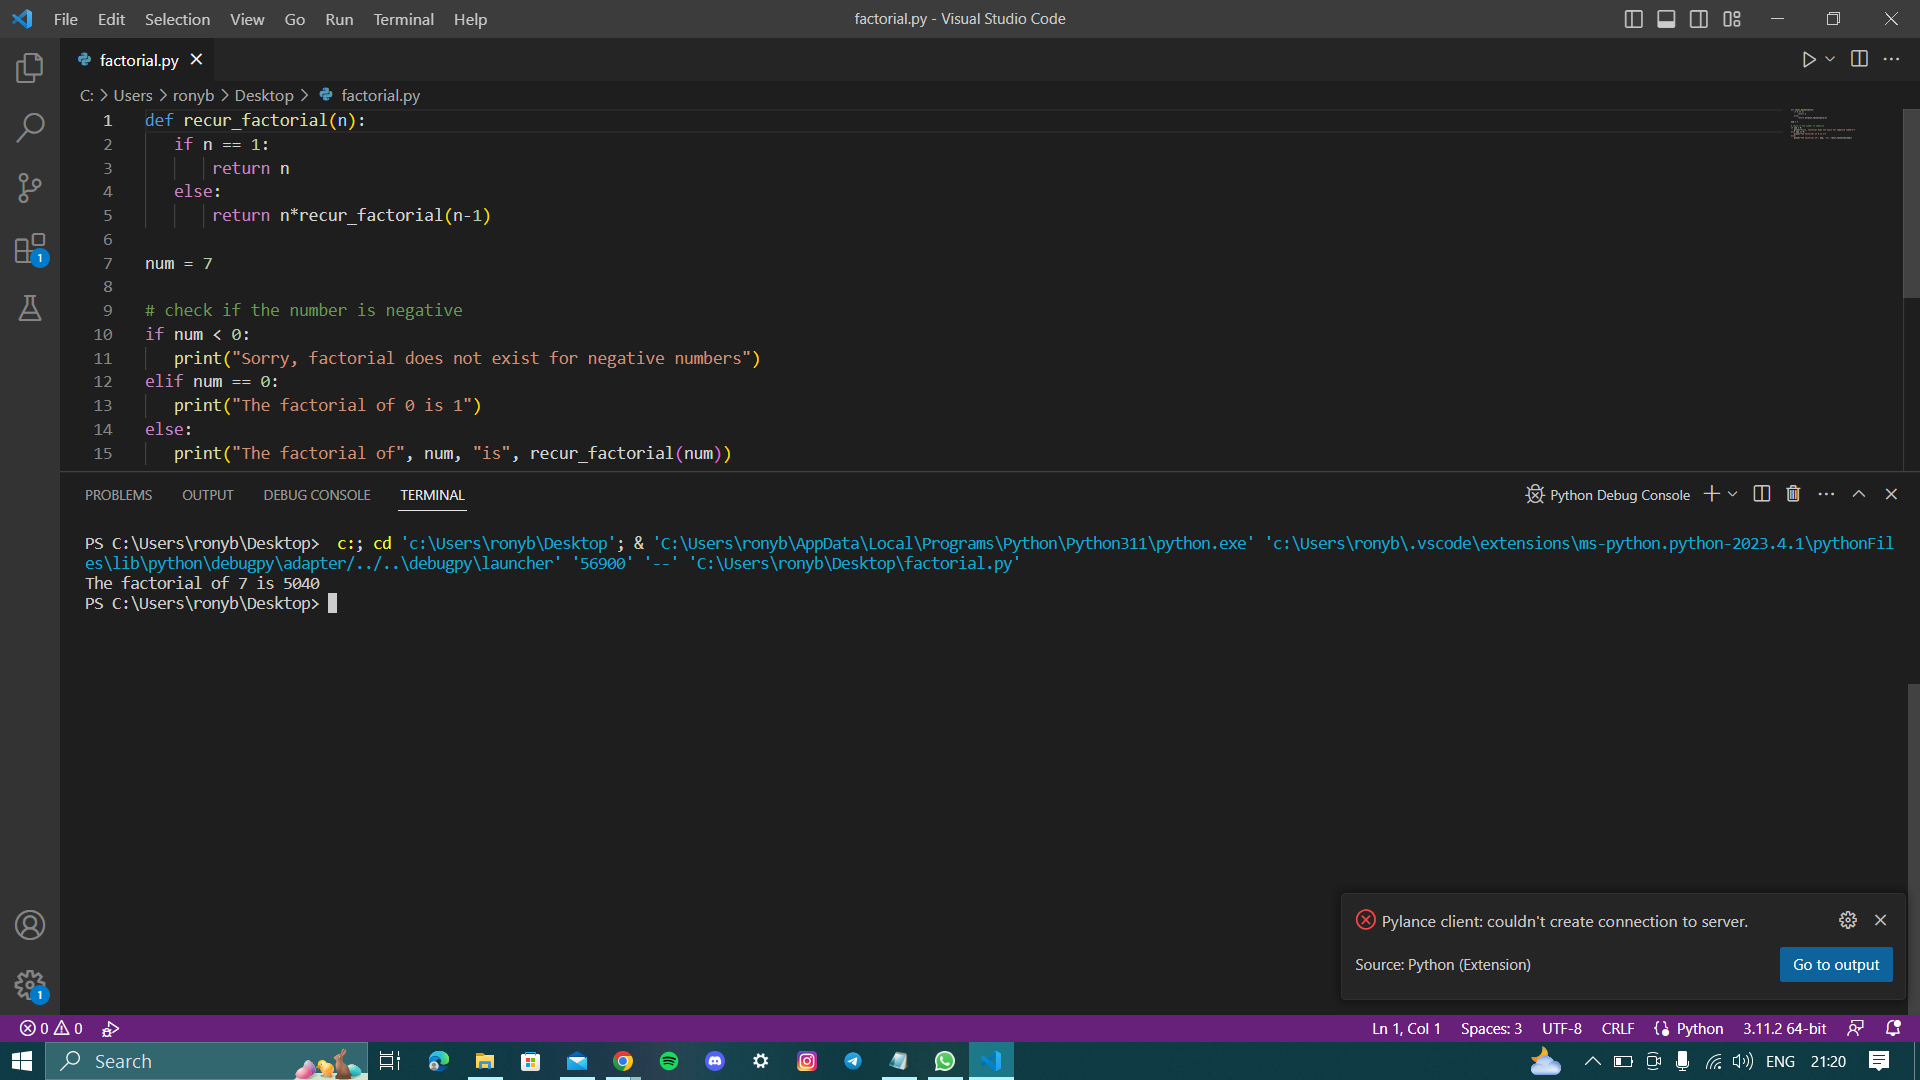 File Edit Selection View Go Run Terminal Help
factorial.py - Visual Studio Code
factorial.py
C: > Users > ronyb > Desktop > factorial.py
1 def recur_factorial(n):
2 if n == 1:
3 return n
4 else:
5 return n*recur_factorial(n-1)
6
7 num = 7
8
9 # check if the number is negative
10 if num < 0:
11 print("Sorry, factorial does not exist for negative numbers")
12 elif num == 0:
13 print("The factorial of 0 is 1")
14 else:
15 print("The factorial of", num, "is", recur_factorial(num))
1
PROBLEMS OUTPUT DEBUG CONSOLE TERMINAL
Python Debug Console
PS C:\Users\ronyb\Desktop>  c:; cd 'c:\Users\ronyb\Desktop'; & 'C:\Users\ronyb\AppData\Local\Programs\Python\Python311\python.exe' 'c:\Users\ronyb\.vscode\extensions\ms-python.python-2023.4.1\pythonFil
es\lib\python\debugpy\adapter/../..\debugpy\launcher' '56900' '--' 'C:\Users\ronyb\Desktop\factorial.py'
The factorial of 7 is 5040
PS C:\Users\ronyb\Desktop>
Pylance client: couldn't create connection to server.
Source: Python (Extension)
Go to output
1
0 0
Ln 1, Col 1 Spaces: 3 UTF-8 CRLF Python 3.11.2 64-bit
Search
ENG 21:20